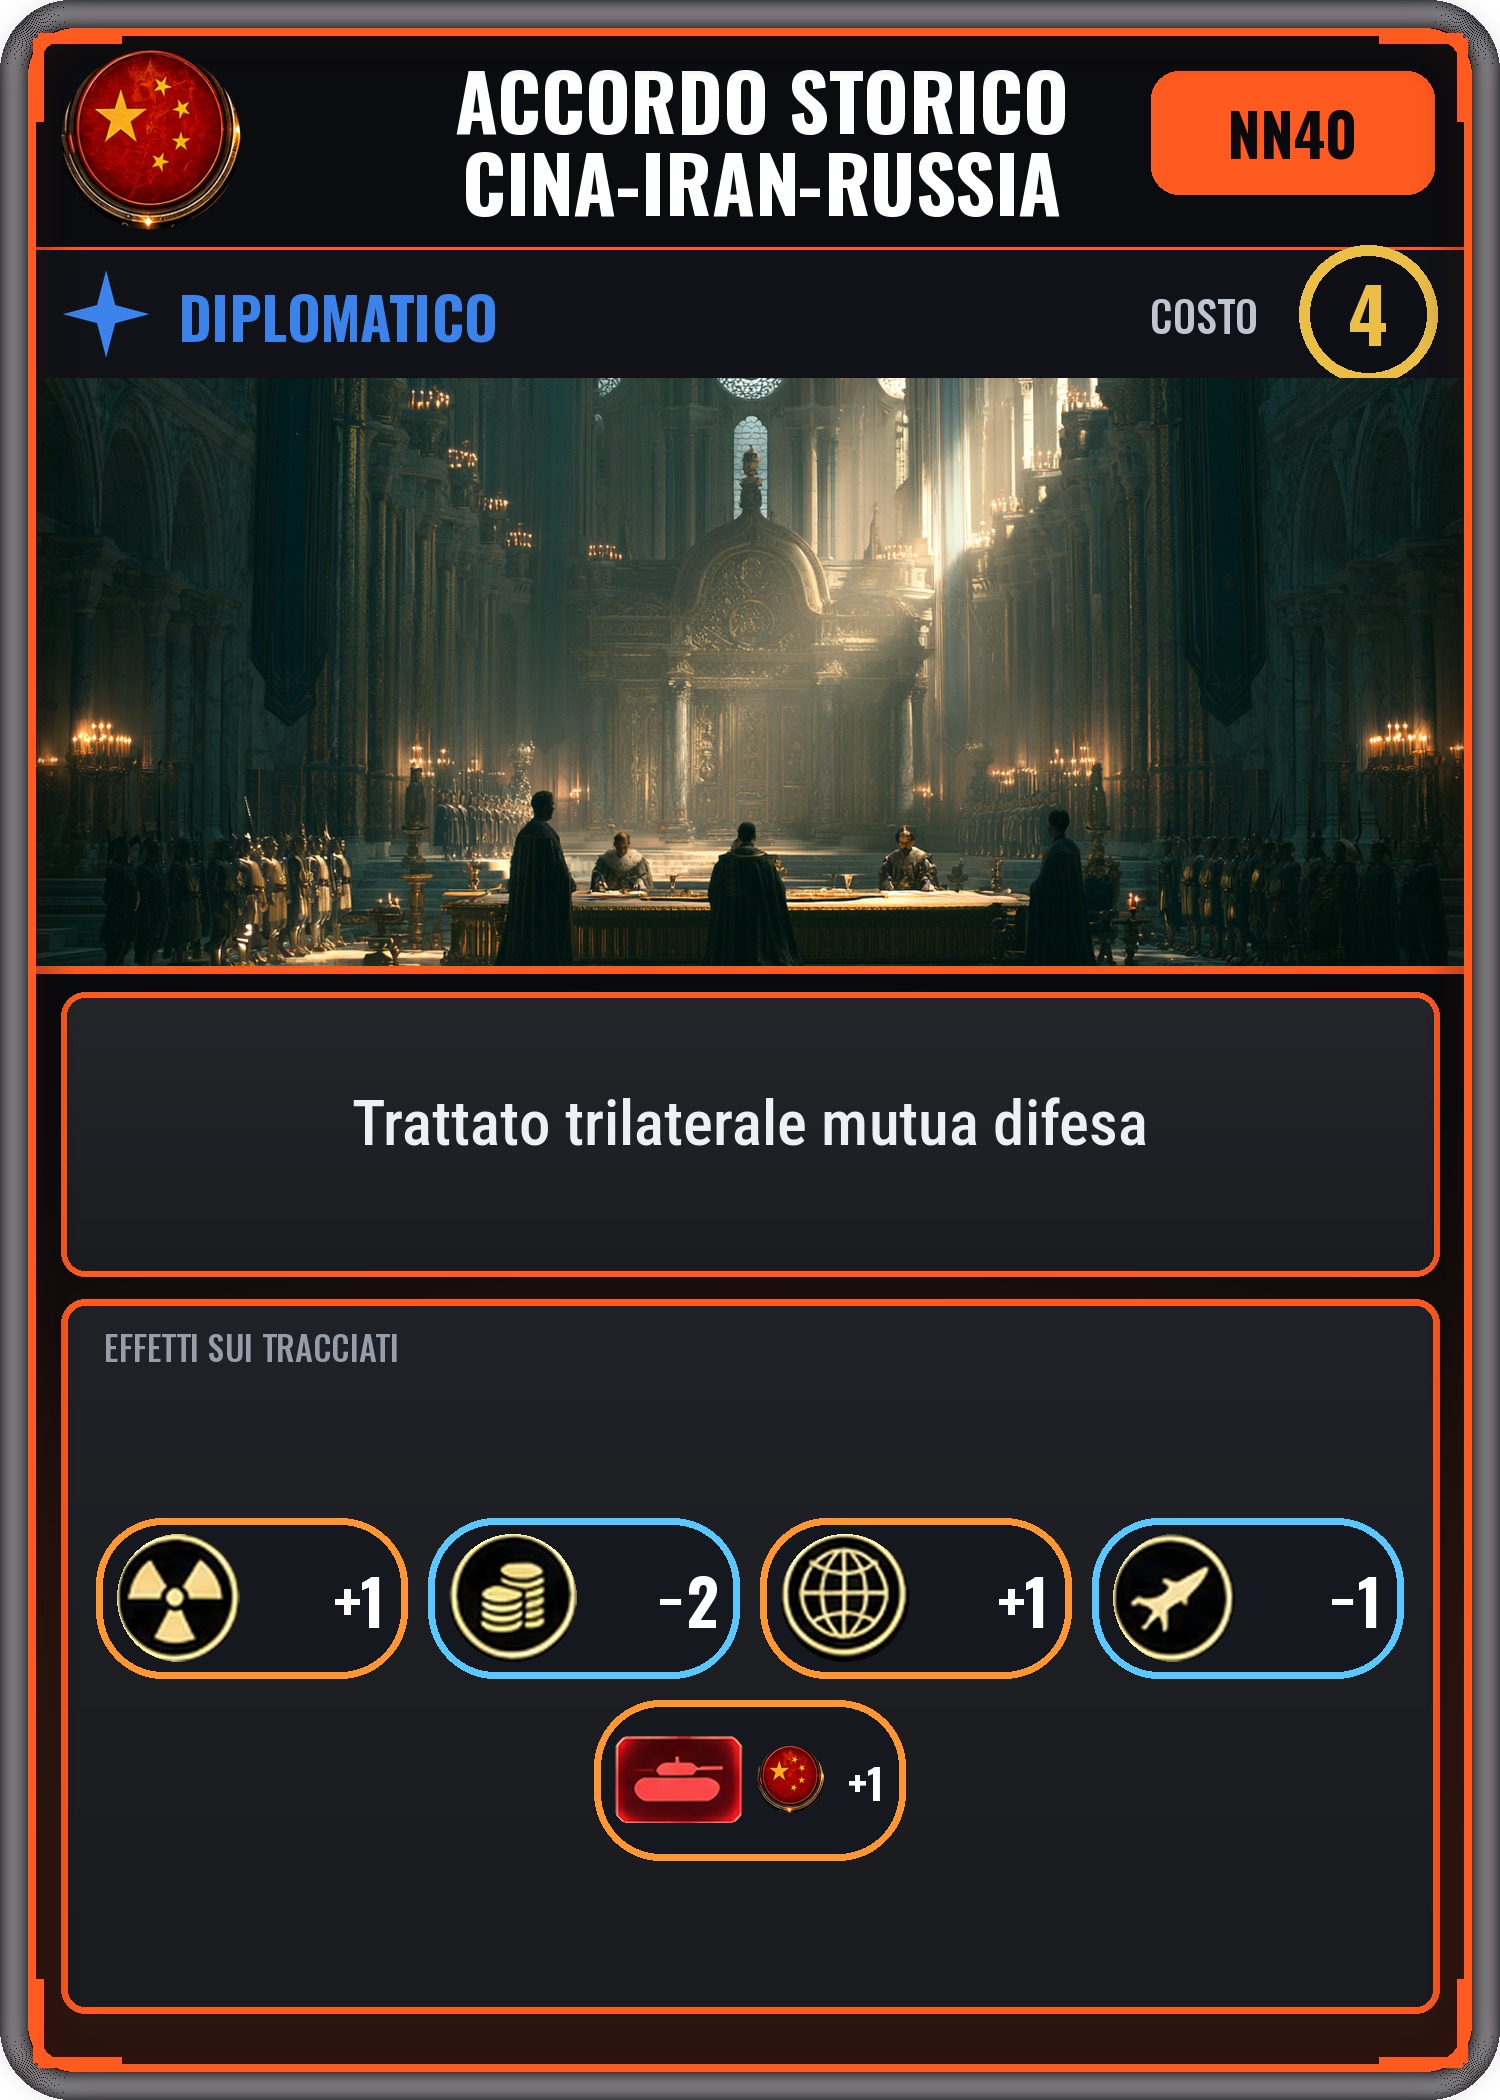 ACCORDO STORICO
CINA-IRAN-RUSSIA
NN40
DIPLOMATICO
COSTO
4
Trattato trilaterale mutua difesa
EFFETTI SUI TRACCIATI
+1
-2
+1
-1
+1